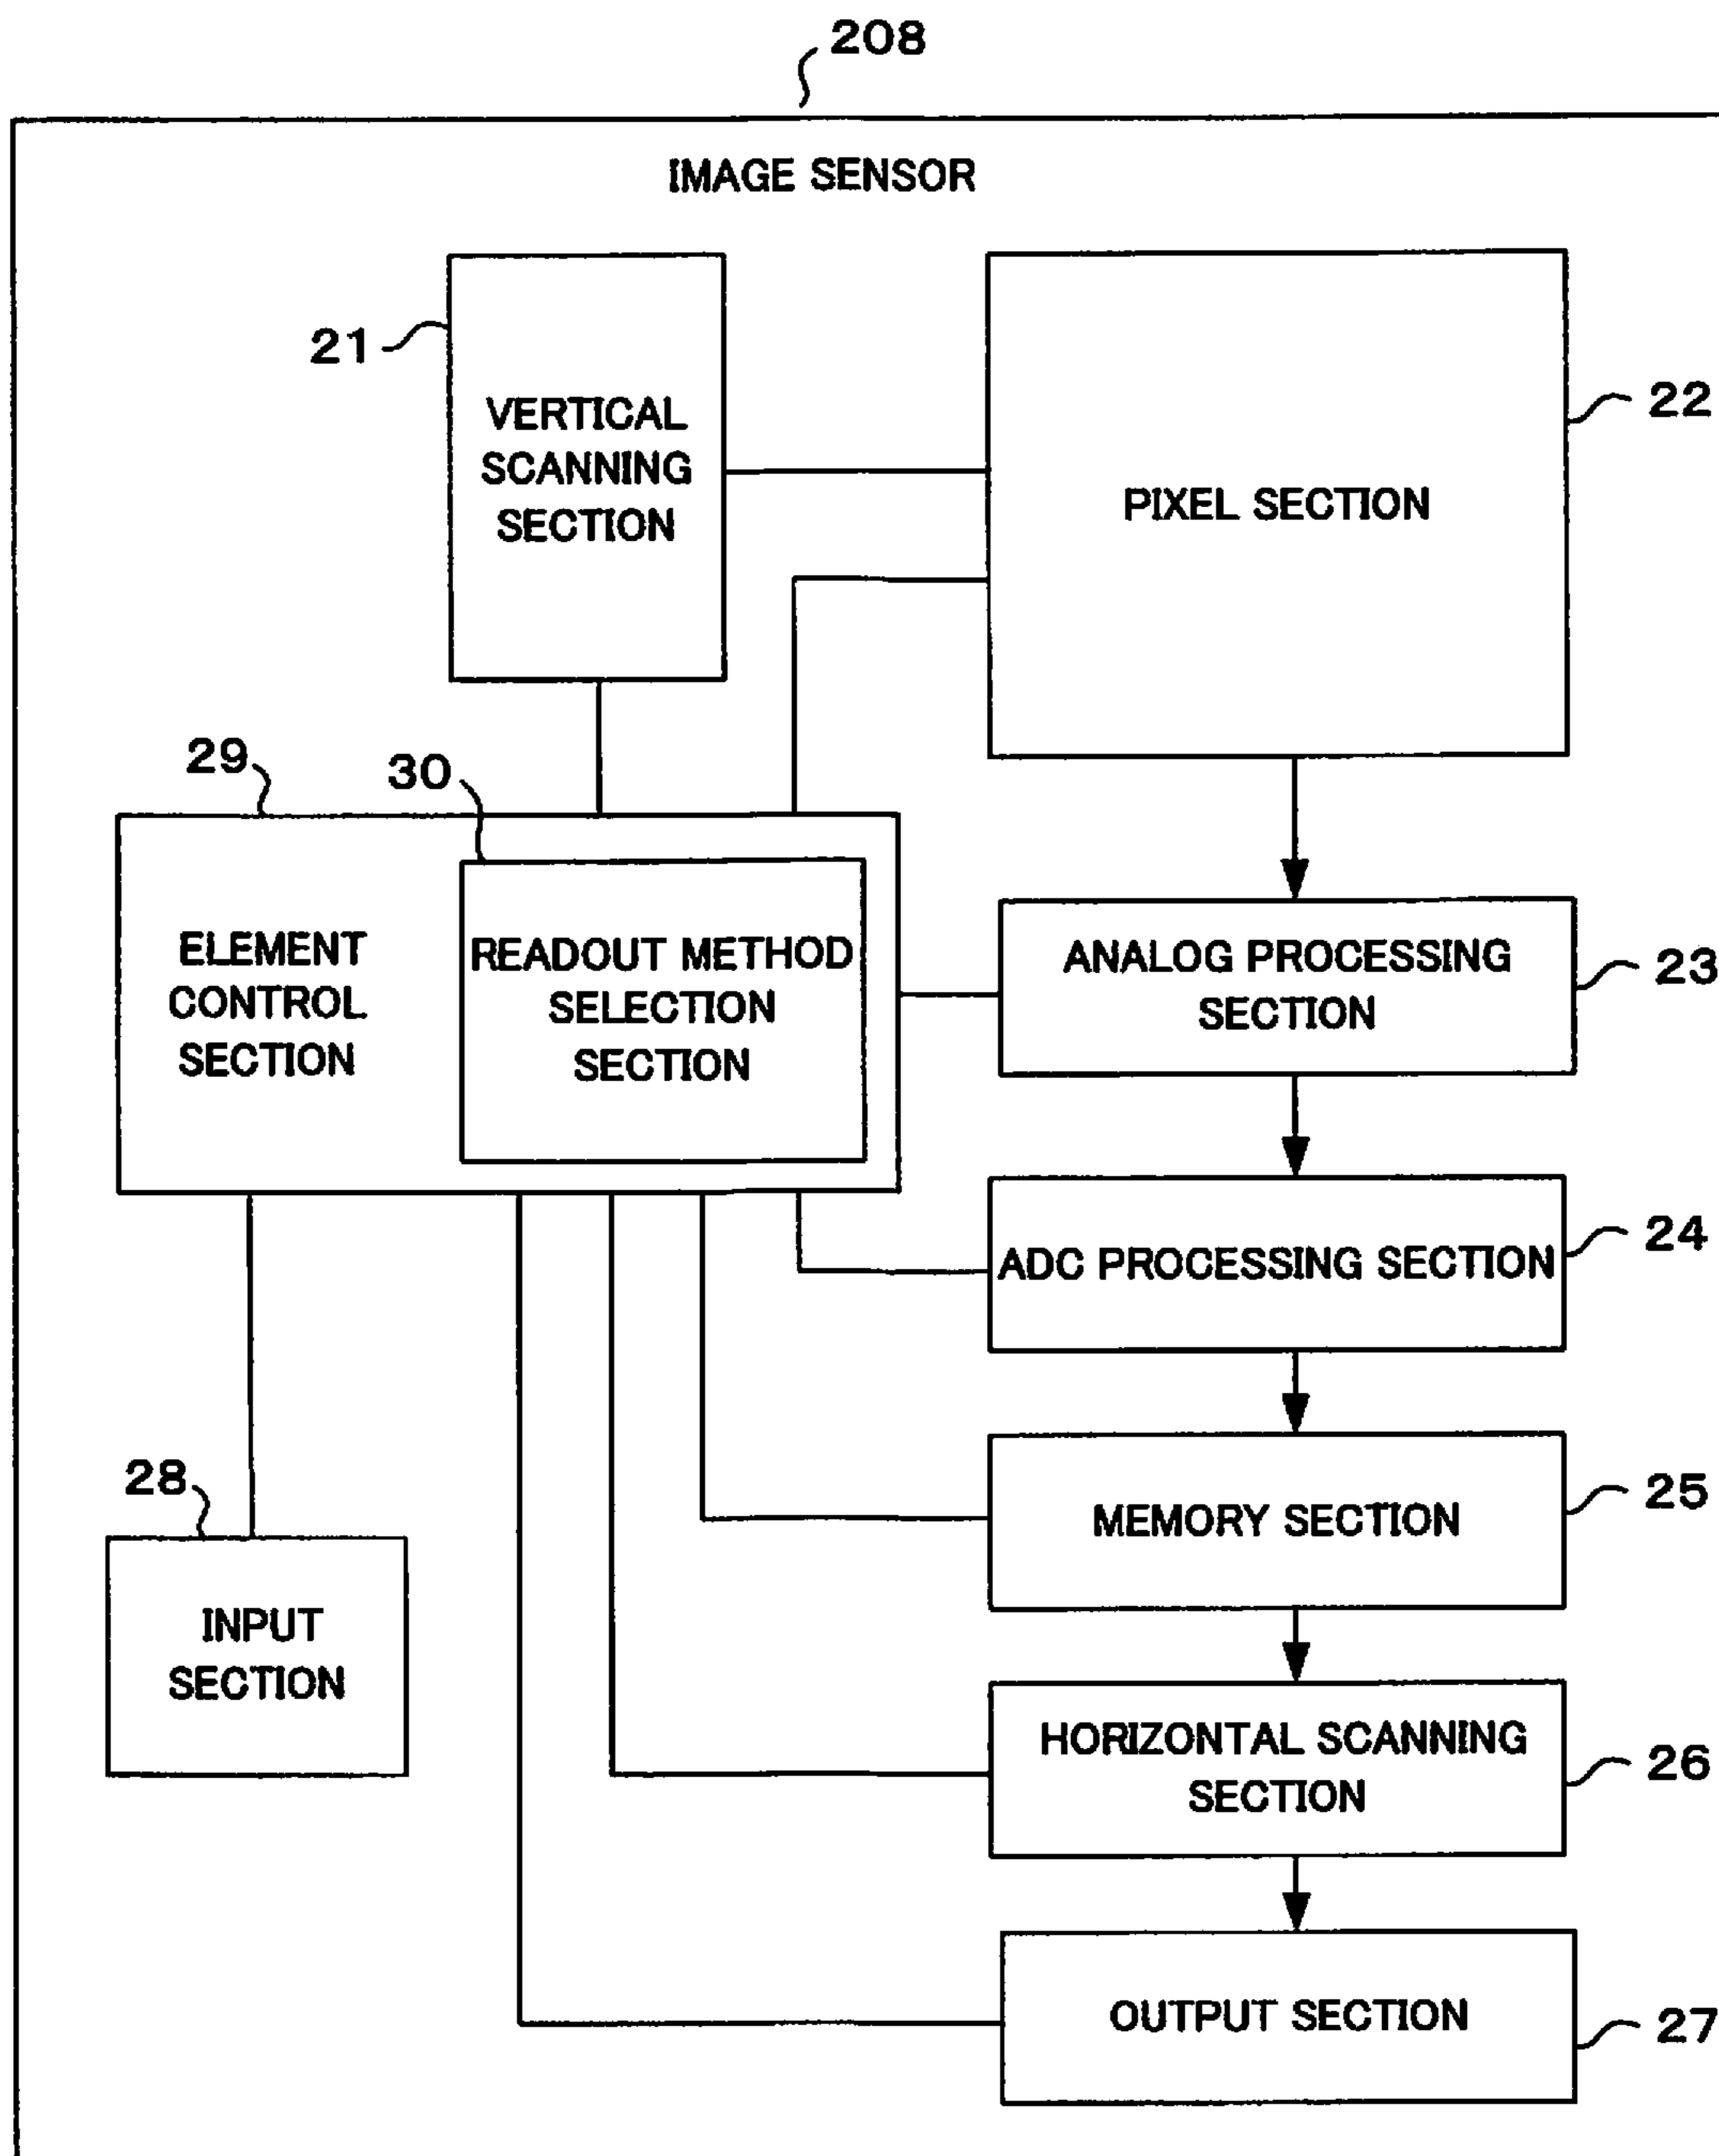 208
IMAGE SENSOR
21
VERTICAL
SCANNING
SECTION
22
PIXEL SECTION
29
30
ELEMENT
CONTROL
SECTION
READOUT METHOD
SELECTION
SECTION
ANALOG PROCESSING
SECTION
23
ADC PROCESSING SECTION
24
28
INPUT
SECTION
MEMORY SECTION
25
HORIZONTAL SCANNING
SECTION
26
OUTPUT SECTION
27